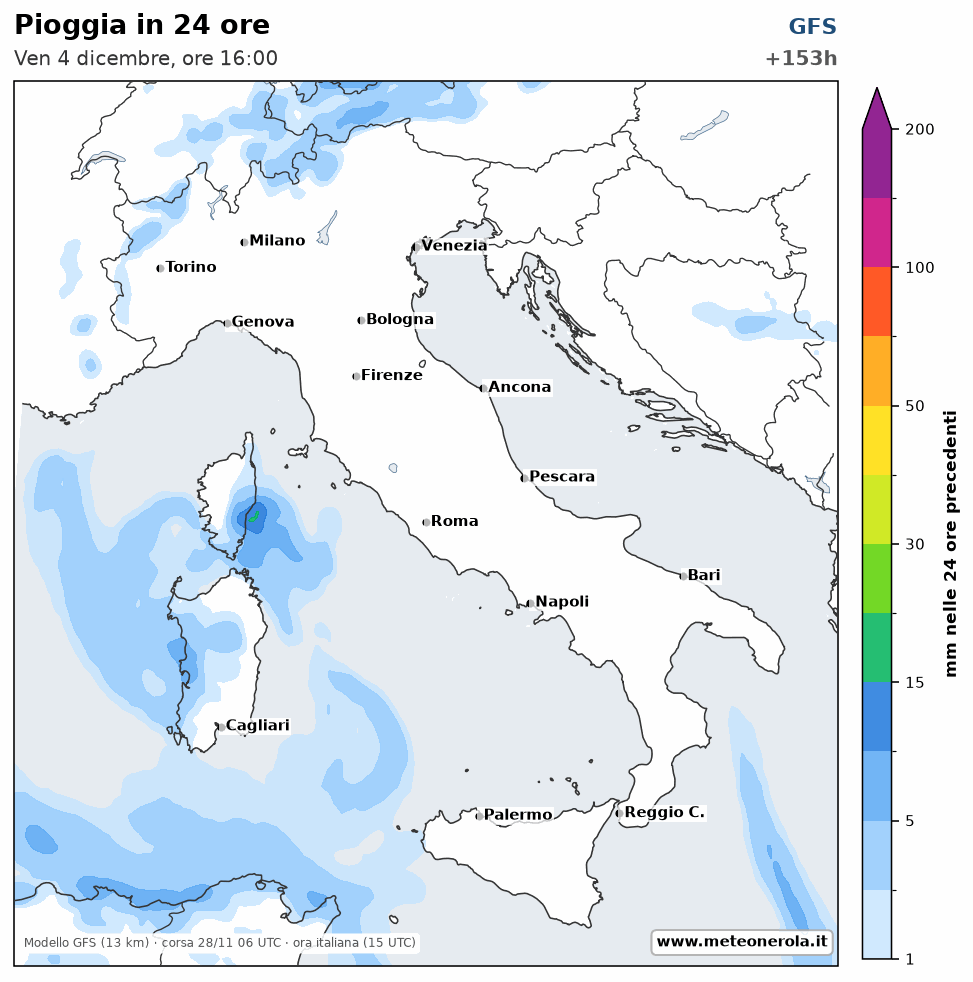 Pioggia in 24 ore
GFS
Ven 4 dicembre, ore 16:00
+153h
Milano
Venezia
Torino
Genova
Bologna
Firenze
Ancona
Pescara
Roma
Bari
Napoli
Cagliari
Palermo
Reggio C.
Modello GFS (13 km) · corsa 28/11 06 UTC · ora italiana (15 UTC)
www.meteonerola.it
200
100
50
30
15
5
1
mm nelle 24 ore precedenti